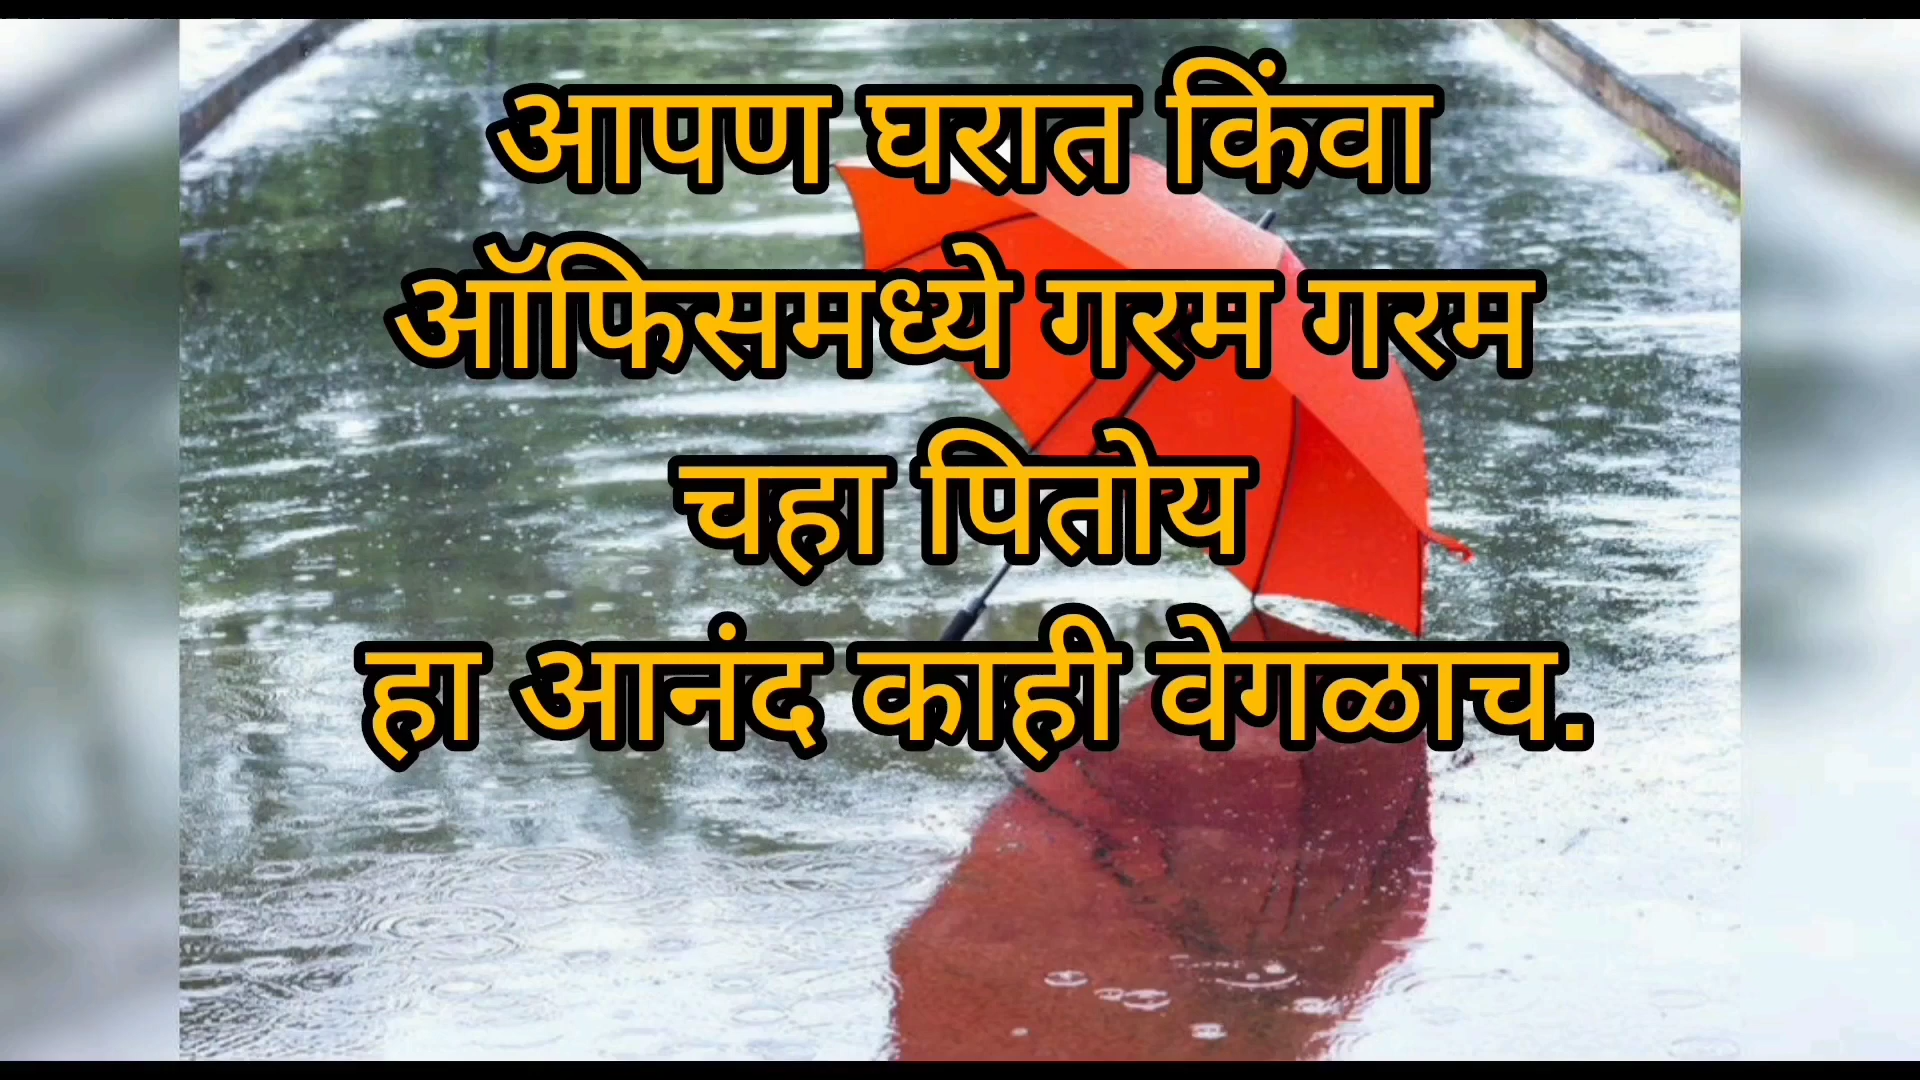 आपण घरात किंवा
ऑफिसमध्ये गरम गरम
चहा पितोय
हा आनंद काही वेगळाच.